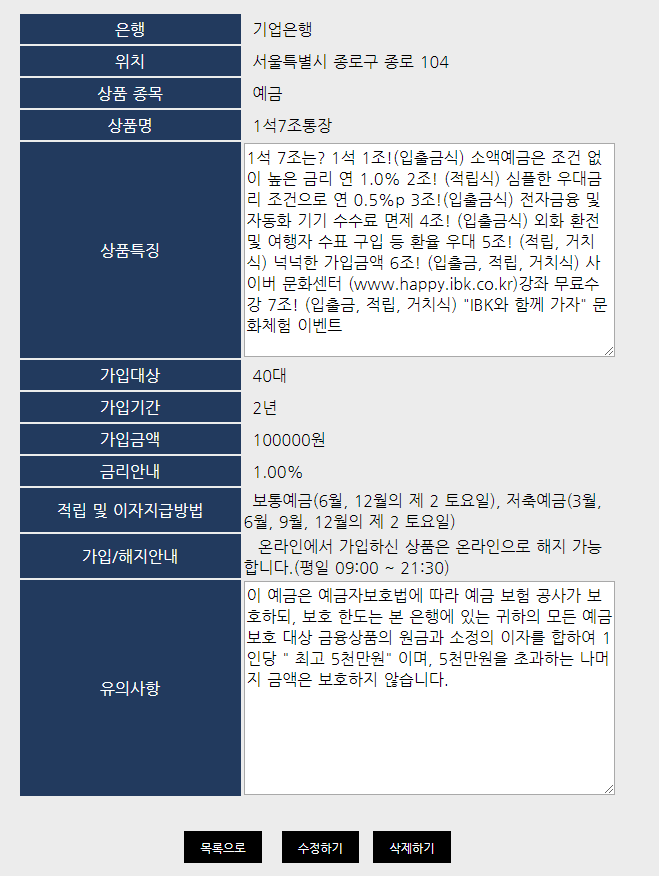 은행 기업은행
위치 서울특별시 종로구 종로 104
상품 종목 예금
상품명 1석7조통장
상품특징
1석 7조는? 1석 1조!(입출금식) 소액예금은 조건 없
이 높은 금리 연 1.0% 2조! (적립식) 심플한 우대금
리 조건으로 연 0.5%p 3조!(입출금식) 전자금융 및
자동화 기기 수수료 면제 4조! (입출금식) 외화 환전
및 여행자 수표 구입 등 환율 우대 5조! (적립, 거치
식) 넉넉한 가입금액 6조! (입출금, 적립, 거치식) 사
이버 문화센터 (www.happy.ibk.co.kr)강좌 무료수
강 7조! (입출금, 적립, 거치식) "IBK와 함께 가자" 문
화체험 이벤트
가입대상 40대
가입기간 2년
가입금액 100000원
금리안내 1.00%
적립 및 이자지급방법
보통예금(6월, 12월의 제 2 토요일), 저축예금(3월,
6월, 9월, 12월의 제 2 토요일)
가입/해지안내
온라인에서 가입하신 상품은 온라인으로 해지 가능
합니다.(평일 09:00 ~ 21:30)
유의사항
이 예금은 예금자보호법에 따라 예금 보험 공사가 보
호하되, 보호 한도는 본 은행에 있는 귀하의 모든 예금
보호 대상 금융상품의 원금과 소정의 이자를 합하여 1
인당 " 최고 5천만원" 이며, 5천만원을 초과하는 나머
지 금액은 보호하지 않습니다.
목록으로 수정하기 삭제하기